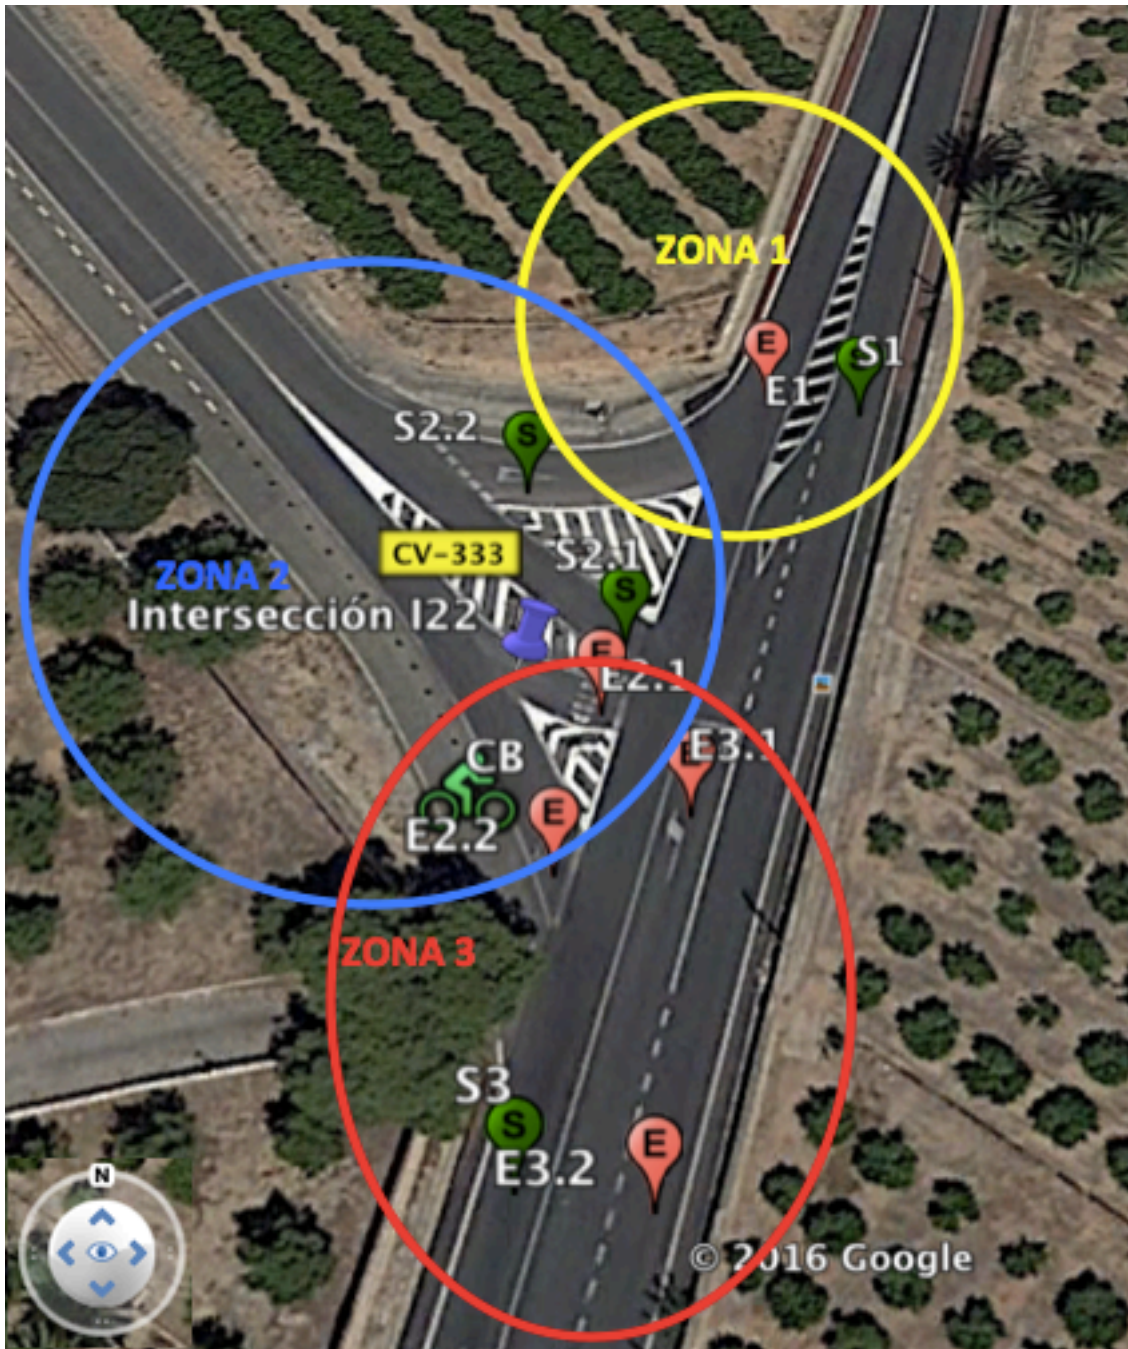 ZONA 1
E
S1
E1
S2.2
S
CV-333
S2.1
ZONA 2
S
Intersección I22
E
E2.1
E3.1
E
CB
E
E2.2
ZONA 3
S3
S
E
E3.2
N
© 2016 Google